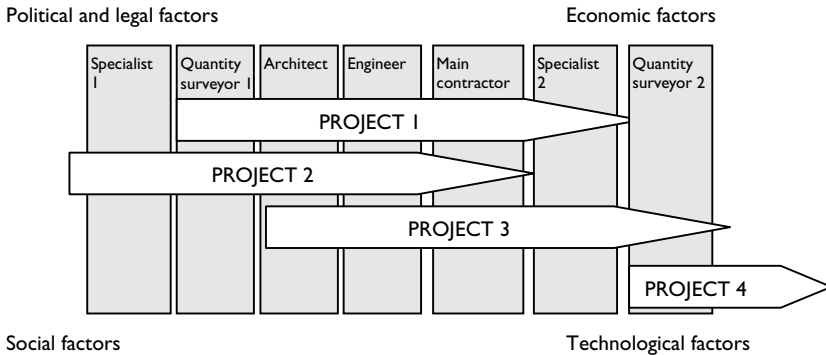 Political and legal factors
Economic factors
Specialist
1
Quantity
surveyor 1
Architect
Engineer
Main
contractor
Specialist
2
Quantity
surveyor 2
PROJECT 1
PROJECT 2
PROJECT 3
PROJECT 4
Social factors
Technological factors